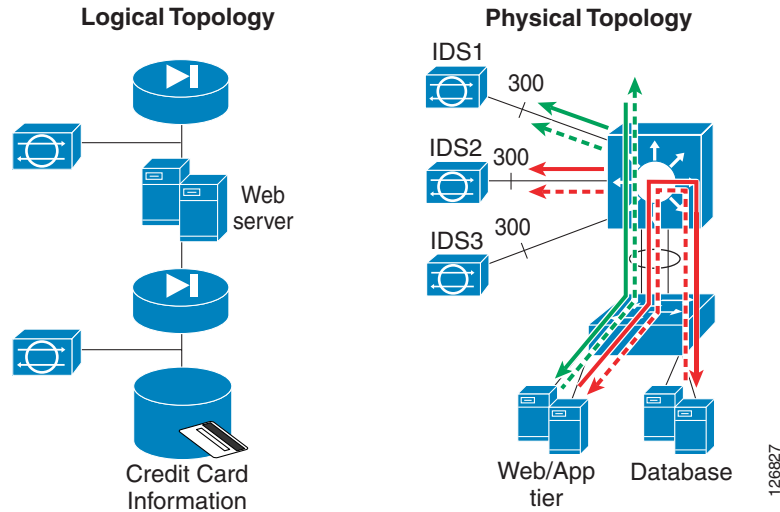 Logical Topology
Web
server
Credit Card
Information
Physical Topology
IDS1
300
IDS2
300
IDS3
300
Web/App
tier
Database
126827